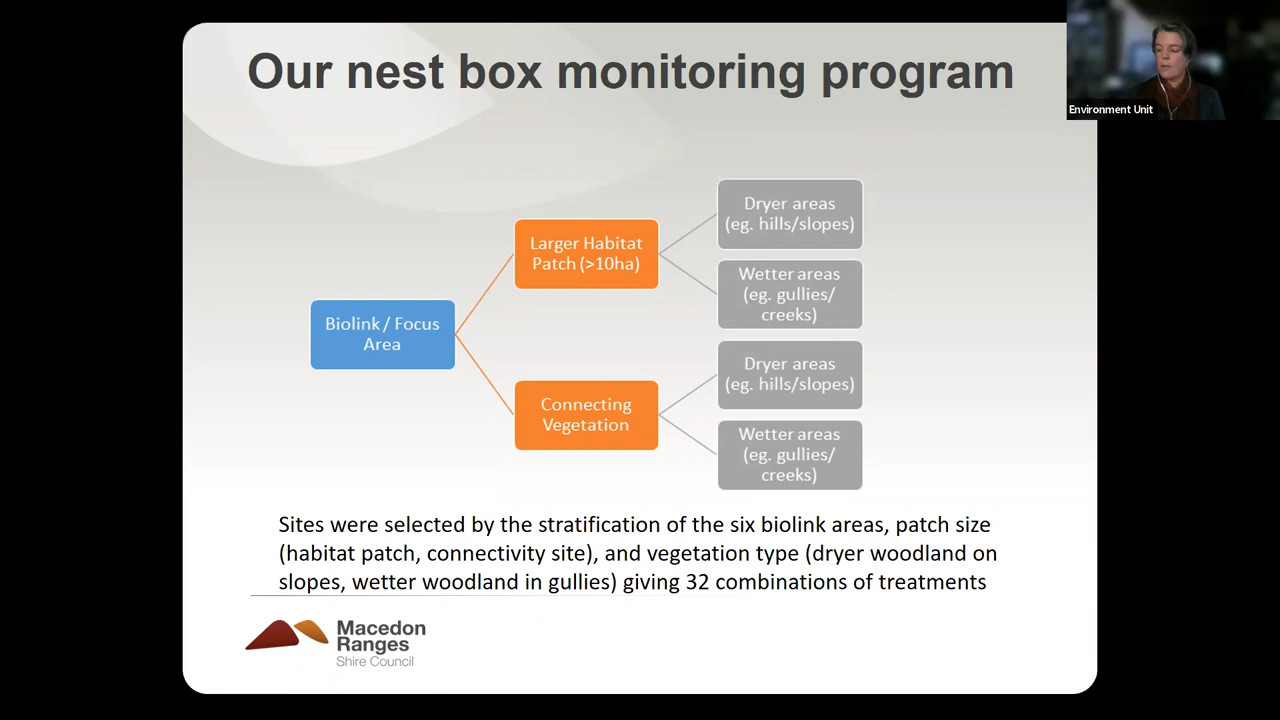 Our nest box monitoring program
Environment Unit
Dryer areas
(eg. hills/slopes)
Larger Habitat
Patch (>10ha)
Wetter areas
(eg. gullies/
creeks)
Biolink / Focus
Area
Dryer areas
(eg. hills/slopes)
Connecting
Vegetation
Wetter areas
(eg. gullies/
creeks)
Sites were selected by the stratification of the six biolink areas, patch size
(habitat patch, connectivity site), and vegetation type (dryer woodland on
slopes, wetter woodland in gullies) giving 32 combinations of treatments
Macedon
Ranges
Shire Council